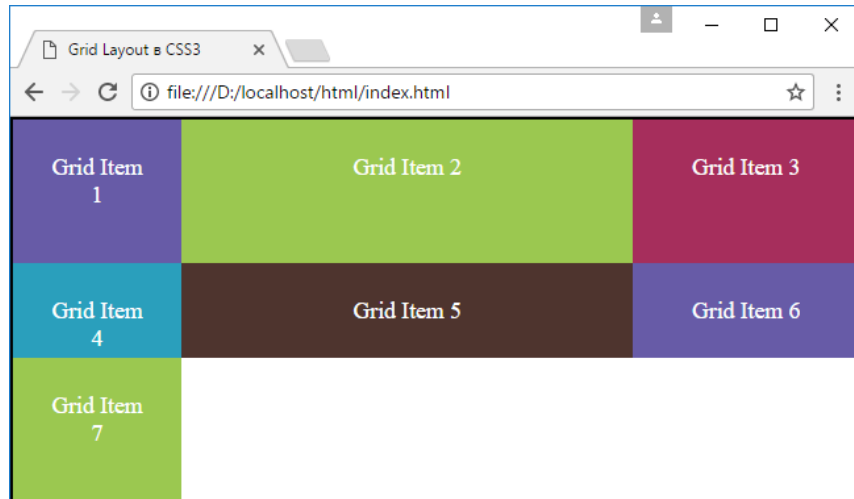 Grid Layout в CSS3
file:///D:/localhost/html/index.html
Grid Item
1
Grid Item 2
Grid Item 3
Grid Item
4
Grid Item 5
Grid Item 6
Grid Item
7